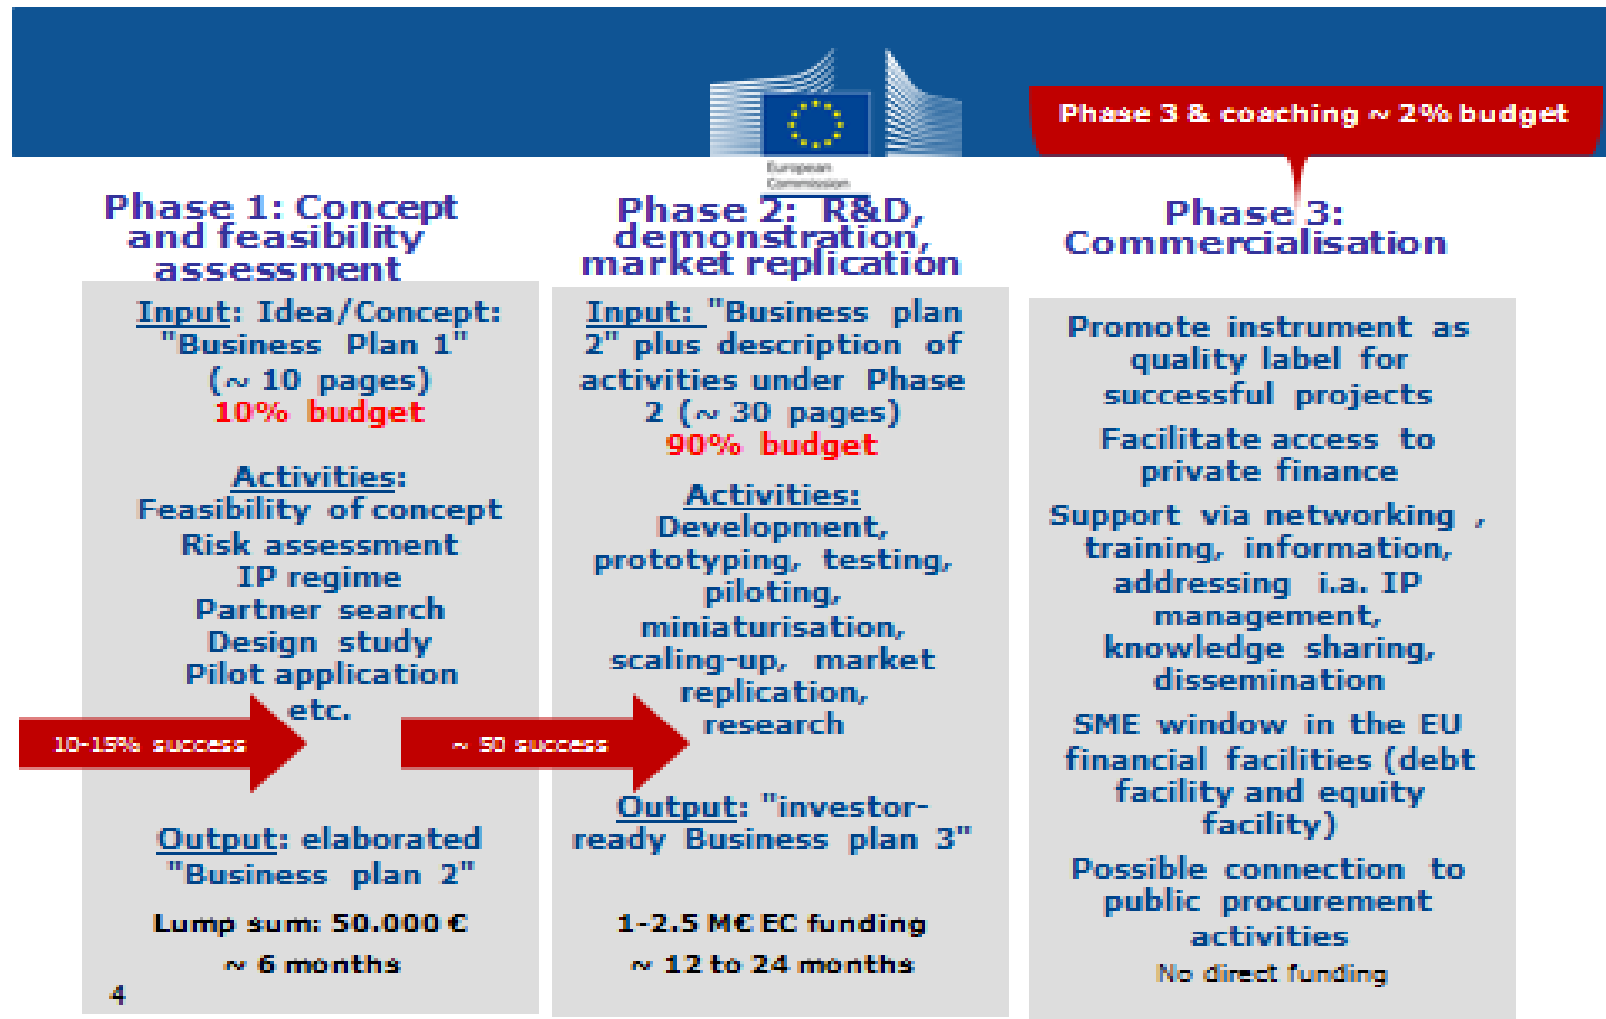 European
Commission
Phase 3 & coaching ~ 2% budget
Phase 1: Concept
and feasibility
assessment
Input: Idea/Concept:
"Business Plan 1"
(~ 10 pages)
10% budget
Activities:
Feasibility of concept
Risk assessment
IP regime
Partner search
Design study
Pilot application
etc.
10-15% success
Output: elaborated
"Business plan 2"
Lump sum: 50.000 €
~ 6 months
4
Phase 2: R&D,
demonstration,
market replication
Input: "Business plan
2" plus description of
activities under Phase
2 (~ 30 pages)
90% budget
Activities:
Development,
prototyping, testing,
piloting,
miniaturisation,
scaling-up, market
replication,
research
~ 50 success
Output: "investor-
ready Business plan 3"
1-2.5 M€ EC funding
~ 12 to 24 months
Phase 3:
Commercialisation
Promote instrument as
quality label for
successful projects
Facilitate access to
private finance
Support via networking ,
training, information,
addressing i.a. IP
management,
knowledge sharing,
dissemination
SME window in the EU
financial facilities (debt
facility and equity
facility)
Possible connection to
public procurement
activities
No direct funding